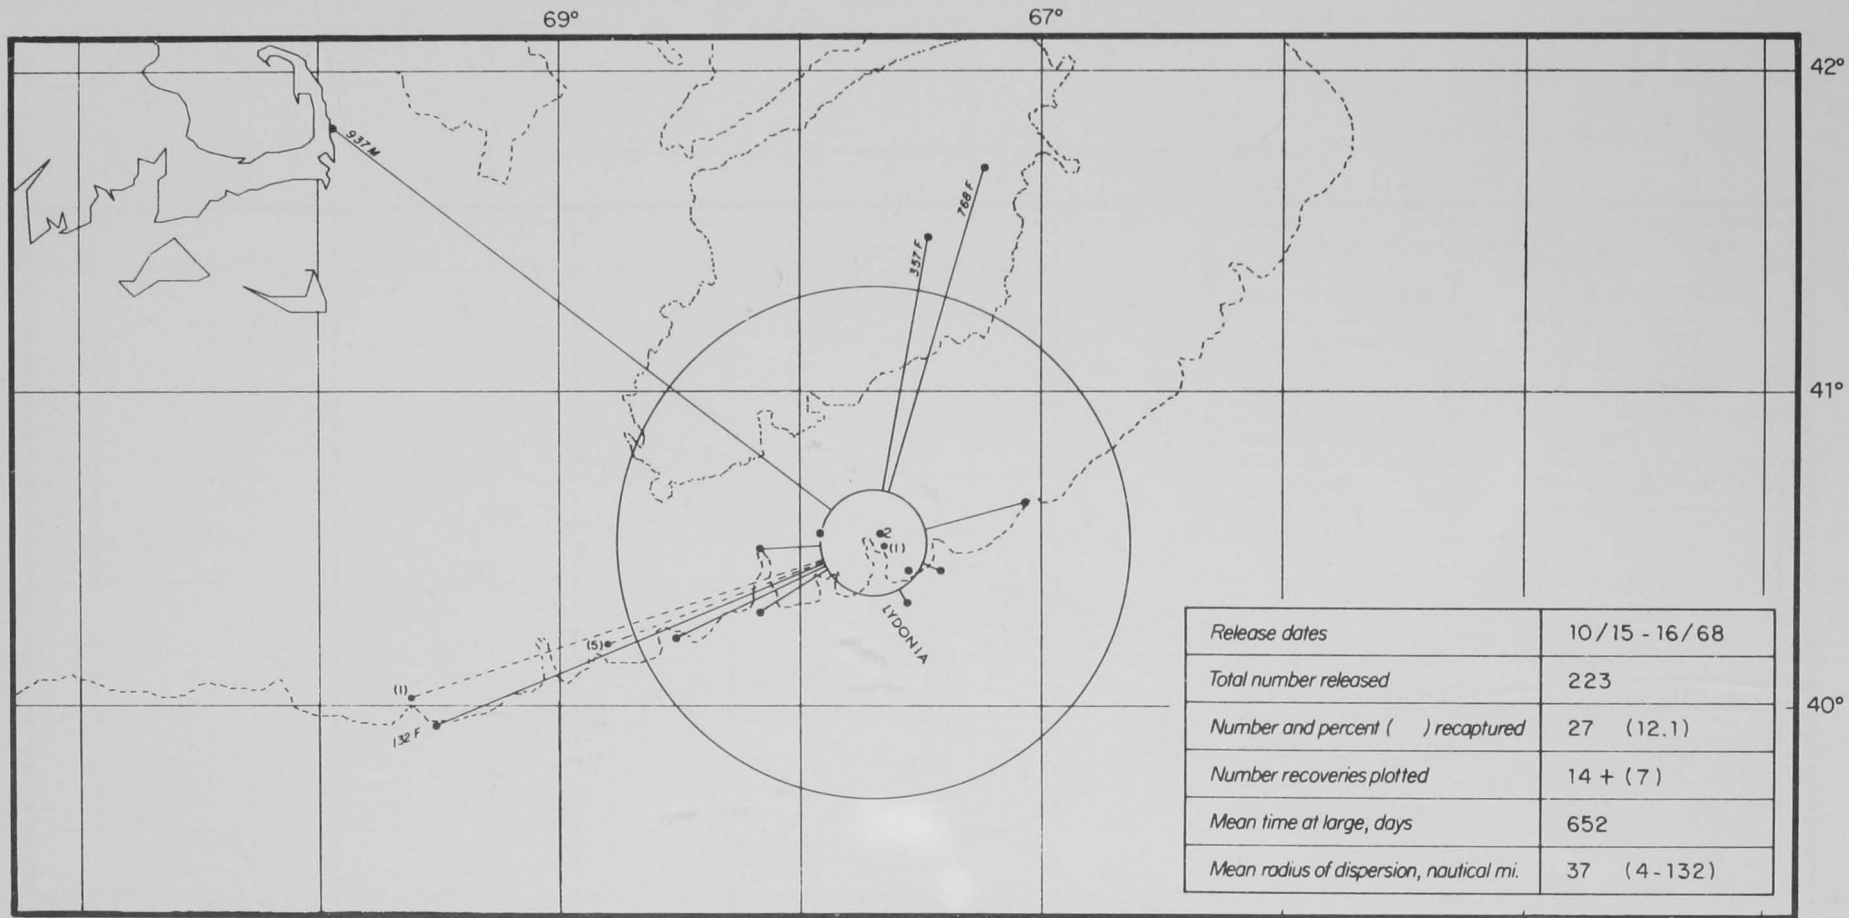 69° 67°
42°
937 M
768 F
357 F
41°
2
(1)
LYDONIA
(5)
(1)
132 F
40°
Release dates 10/15 - 16/68
Total number released 223
Number and percent ( ) recaptured 27 (12.1)
Number recoveries plotted 14 + (7)
Mean time at large, days 652
Mean radius of dispersion, nautical mi. 37 (4-132)